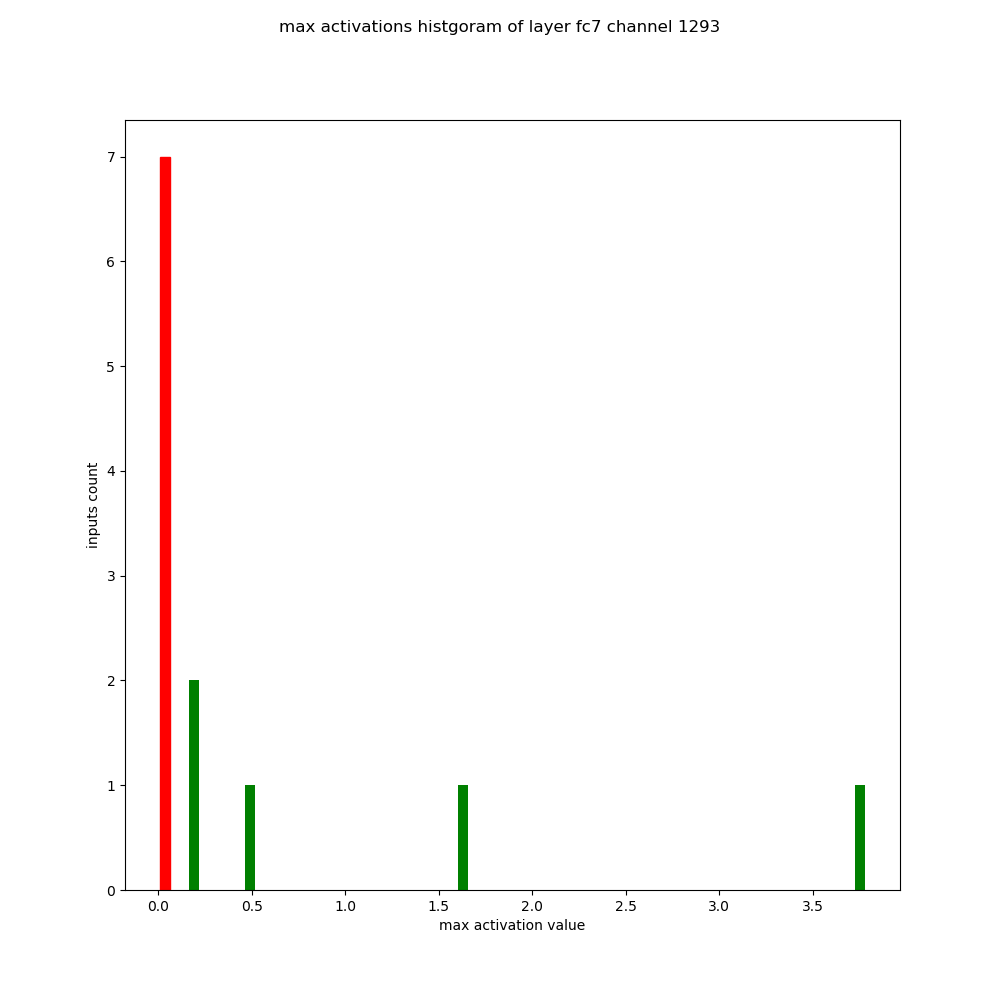 max activations histgoram of layer fc7 channel 1293
7
6
5
4
3
2
1
0
inputs count
0.0 0.5 1.0 1.5 2.0 2.5 3.0 3.5
max activation value